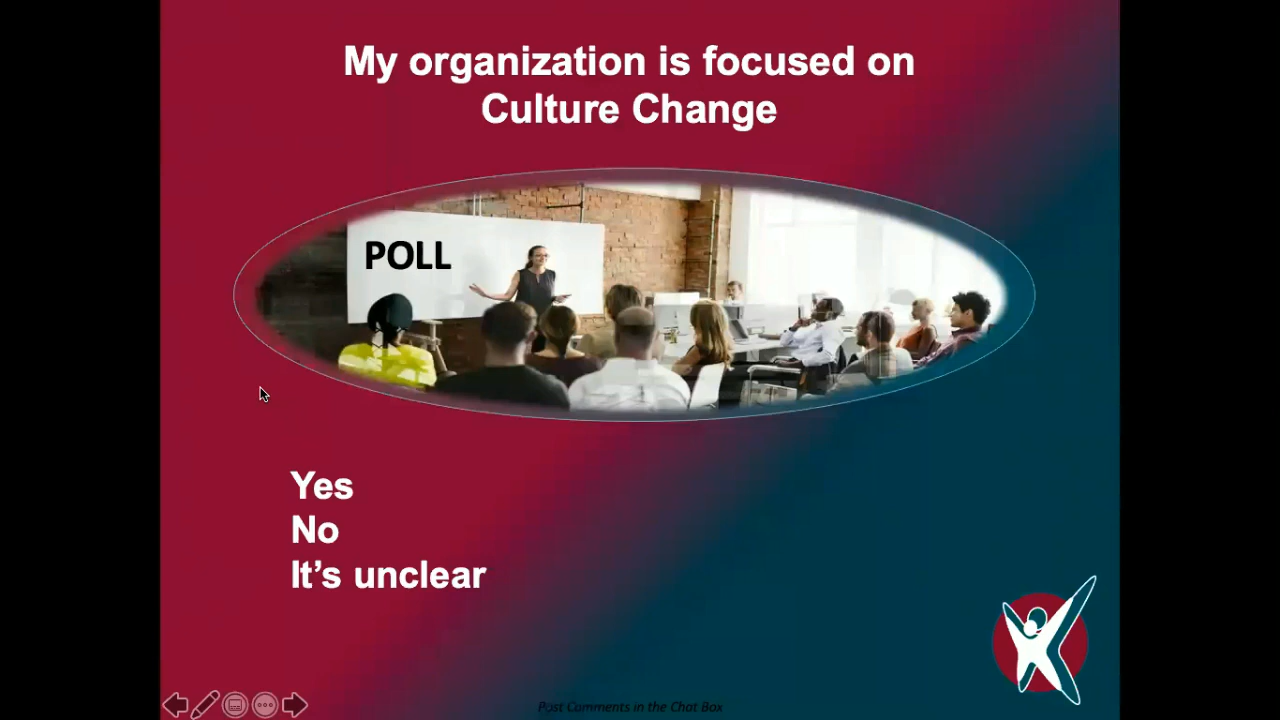 My organization is focused on
Culture Change
POLL
Yes
No
It's unclear
Post Comments in the Chat Box